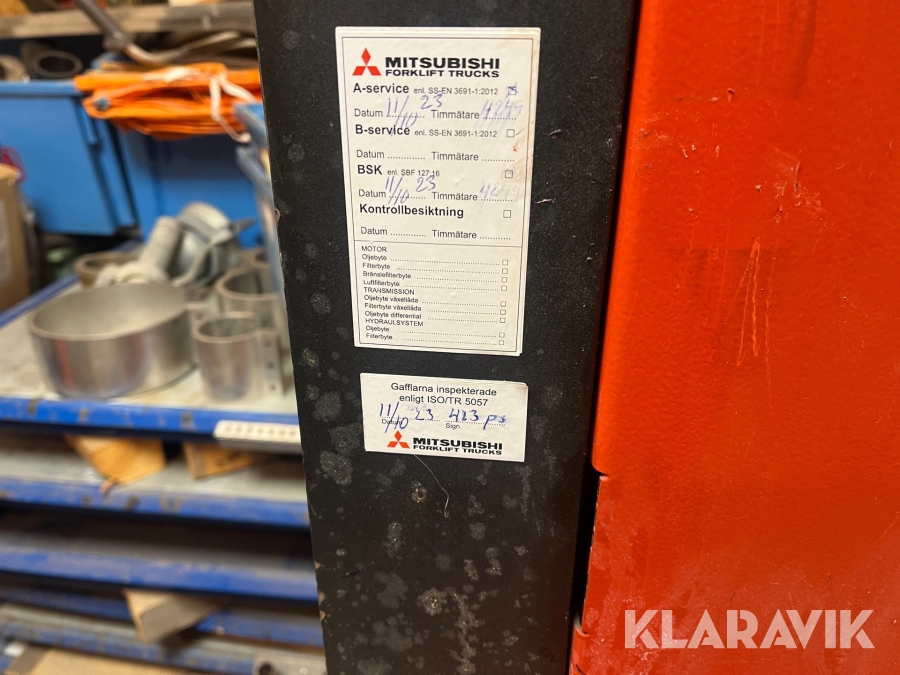 MITSUBISHI
FORKLIFT TRUCKS
A-service enl. SS-EN 3691-1:2012
Datum 11/10 23 Timmätare
B-service enl. SS-EN 3691-1:2012
Datum ............. Timmätare ...........
BSK enl. SBF 127:16
Datum 11/10 23 Timmätare
Kontrollbesiktning
Datum ............. Timmätare ...........
MOTOR
Oljebyte
Filterbyte
Bränslefilterbyte
Luftfilterbyte
TRANSMISSION
Oljebyte växellåda
Filterbyte växellåda
Oljebyte differential
HYDRAULSYSTEM
Oljebyte
Filterbyte
Gafflarna inspekterade
enligt ISO/TR 5057
11/10 23 423 ps
Datum Sign.
MITSUBISHI
FORKLIFT TRUCKS
KLARAVIK